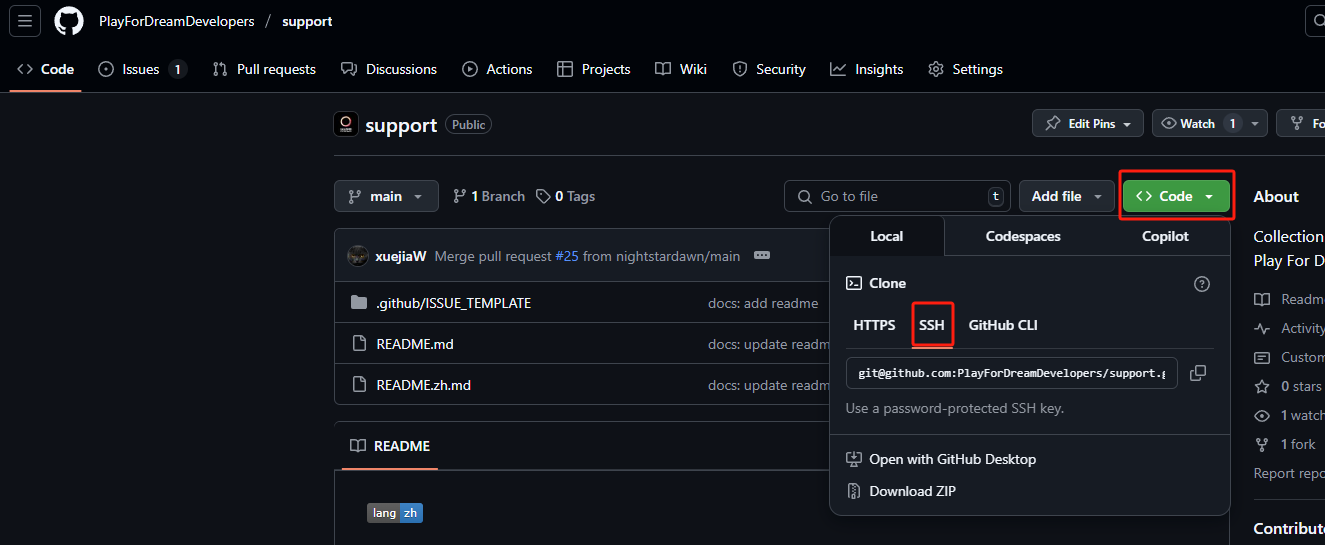 PlayForDreamDevelopers / support
Code Issues 1 Pull requests Discussions Actions Projects Wiki Security Insights Settings
support Public
Edit Pins Watch 1
main 1 Branch 0 Tags Go to file t Add file Code
About
Local Codespaces Copilot
xuejiaW Merge pull request #25 from nightstardawn/main
Collection
Play For D
Clone
.github/ISSUE_TEMPLATE docs: add readme
HTTPS SSH GitHub CLI
README.md docs: update readm
git@github.com:PlayForDreamDevelopers/support.g
README.zh.md docs: update readm
Use a password-protected SSH key.
Readme
Activity
Custom
0 stars
1 watch
1 fork
Report repo
README
Open with GitHub Desktop
Download ZIP
lang zh
Contribut